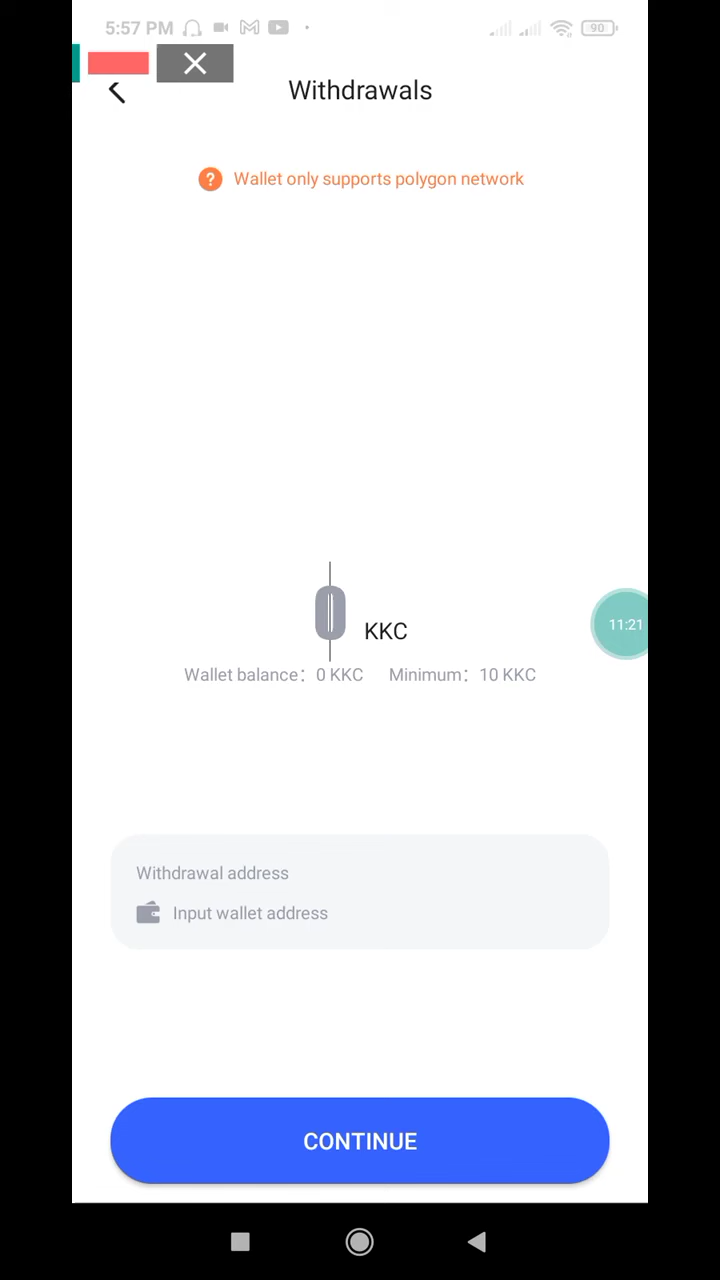 5:57 PM
90
Withdrawals
? Wallet only supports polygon network
0 KKC
11:21
Wallet balance: 0 KKC Minimum: 10 KKC
Withdrawal address
Input wallet address
CONTINUE